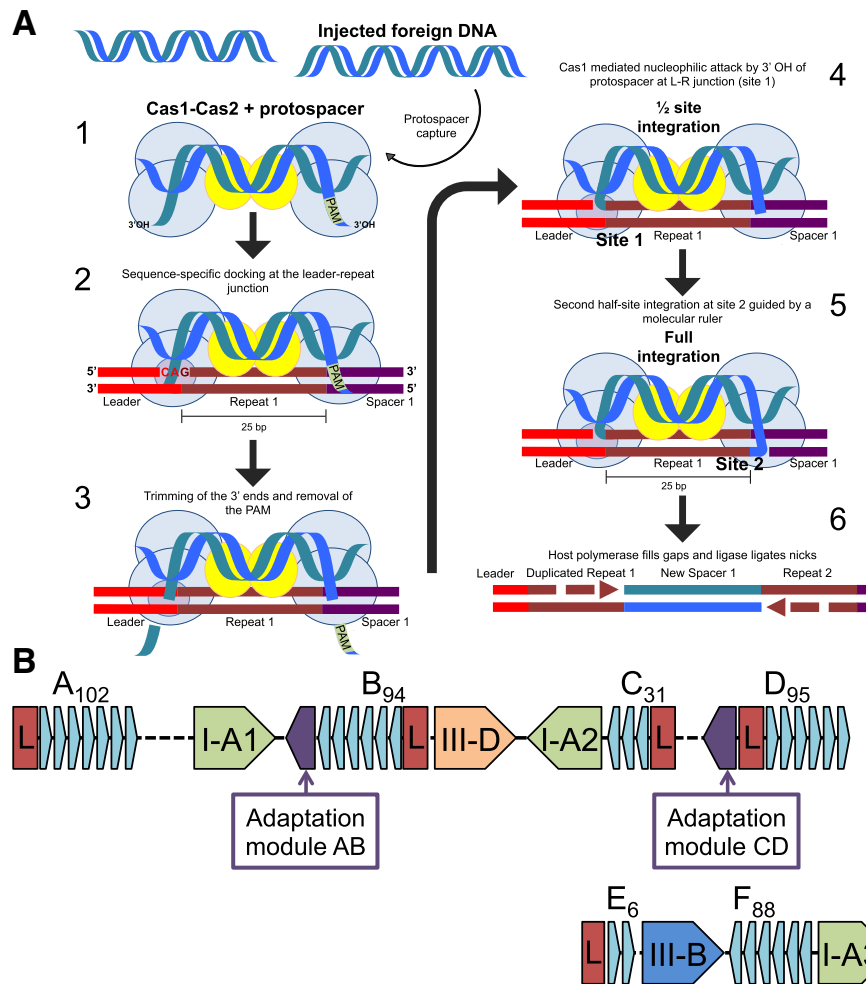 A
Injected foreign DNA
Cas1-Cas2 + protospacer
1
Protospacer
capture
PAM
3'OH
3'OH
2
Sequence-specific docking at the leader-repeat
junction
5'
CAG
3'
3'
PAM
5'
Leader
Repeat 1
Spacer 1
25 bp
3
Trimming of the 3' ends and removal of
the PAM
Leader
Repeat 1
Spacer 1
PAM
Cas1 mediated nucleophilic attack by 3' OH of
protospacer at L-R junction (site 1)
4
½ site
integration
Leader
Site 1
Repeat 1
Spacer 1
Second half-site integration at site 2 guided by a
molecular ruler
5
Full
integration
Leader
Repeat 1
Site 2
Spacer 1
25 bp
6
Host polymerase fills gaps and ligase ligates nicks
Leader
Duplicated Repeat 1
New Spacer 1
Repeat 2
B
A102
B94
C31
D95
L
I-A1
L
III-D
I-A2
L
L
Adaptation
module AB
Adaptation
module CD
E6
F88
L
III-B
I-A3